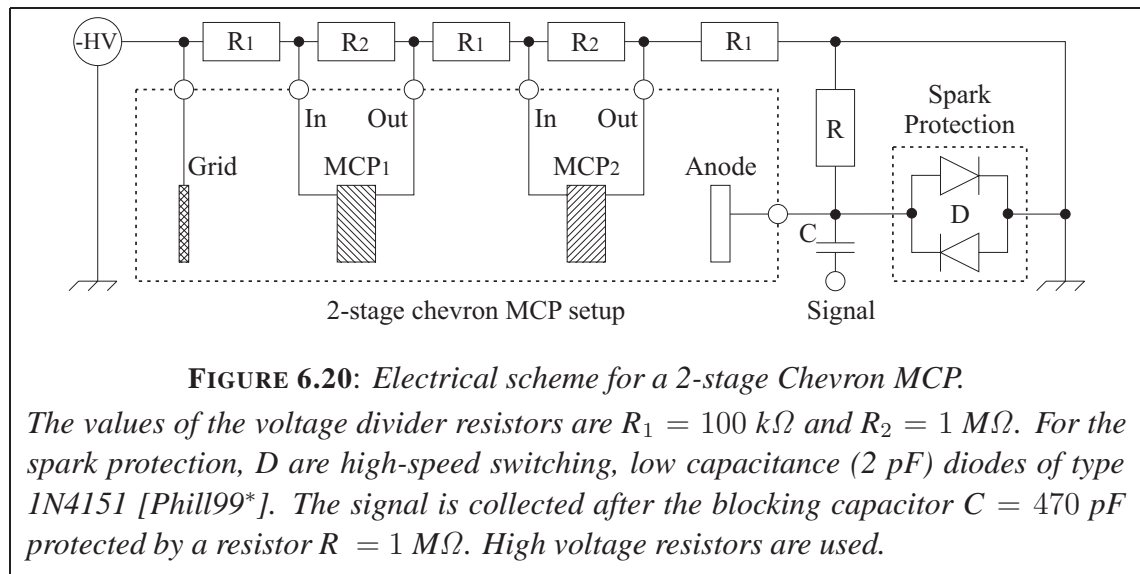 -HV R₁ R₂ R₁ R₂ R₁
In Out In Out
R
Spark
Protection
Grid MCP₁ MCP₂ Anode
D
C
2-stage chevron MCP setup
Signal
FIGURE 6.20: Electrical scheme for a 2-stage Chevron MCP.
The values of the voltage divider resistors are R₁ = 100 kΩ and R₂ = 1 MΩ. For the
spark protection, D are high-speed switching, low capacitance (2 pF) diodes of type
1N4151 [Phill99*]. The signal is collected after the blocking capacitor C = 470 pF
protected by a resistor R = 1 MΩ. High voltage resistors are used.